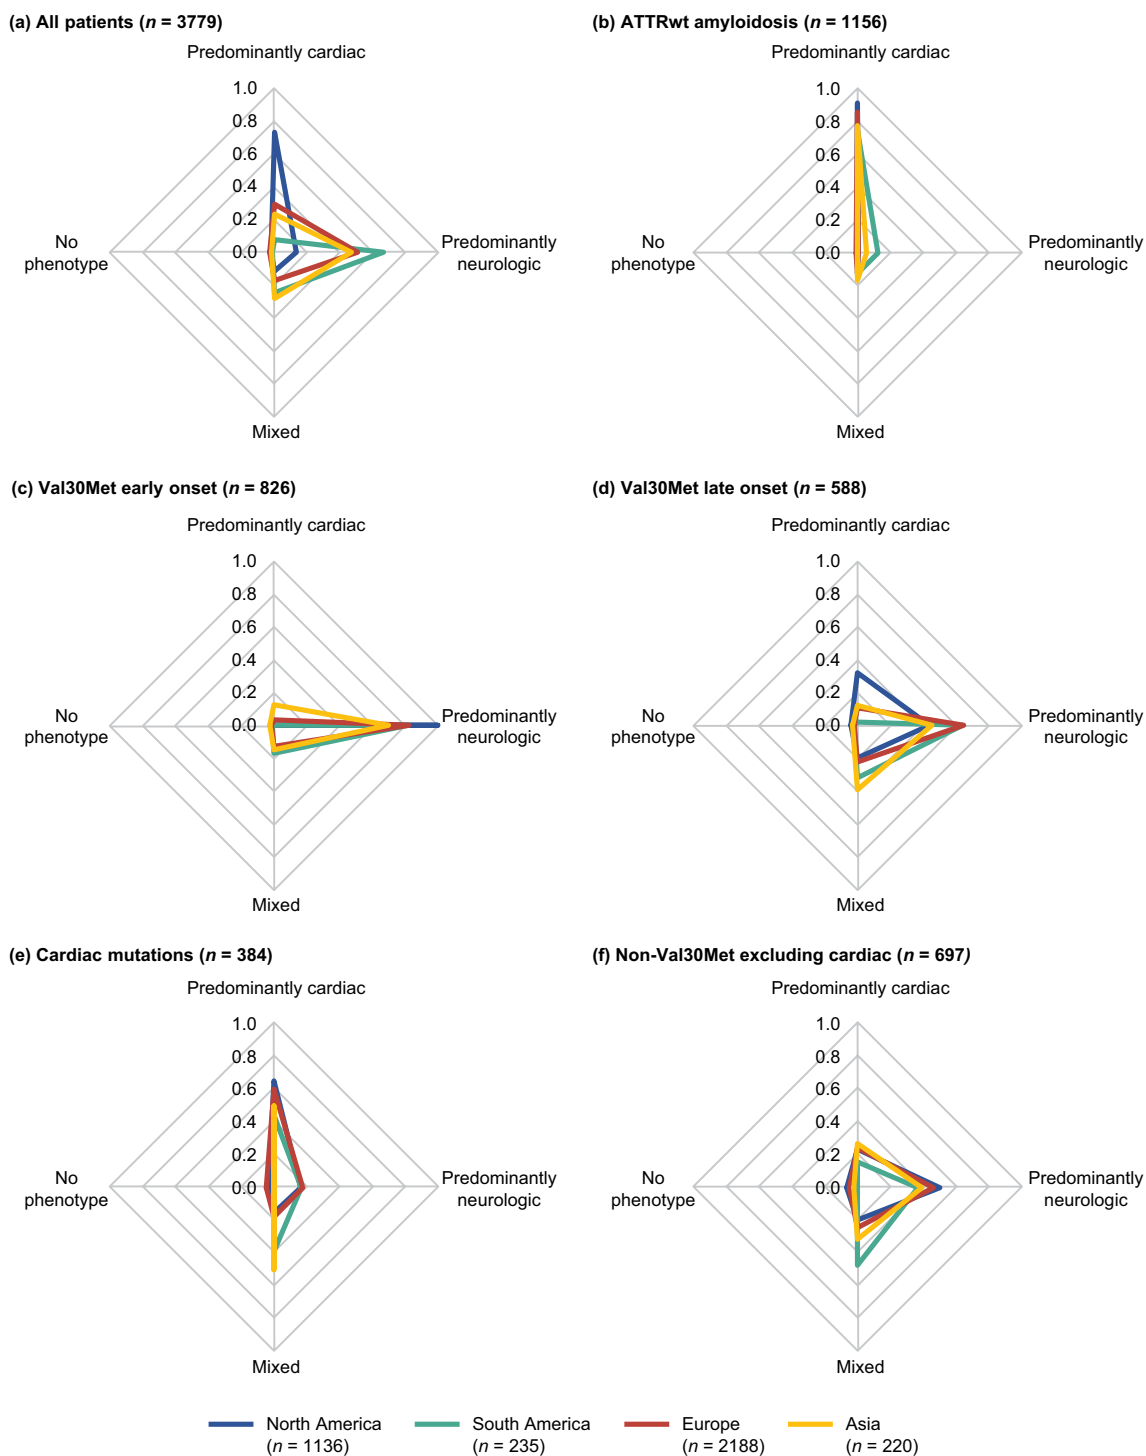 (a) All patients (n = 3779)
Predominantly cardiac
1.0
0.8
0.6
0.4
0.2
0.0
No
phenotype
Predominantly
neurologic
Mixed
(b) ATTRwt amyloidosis (n = 1156)
Predominantly cardiac
1.0
0.8
0.6
0.4
0.2
0.0
No
phenotype
Predominantly
neurologic
Mixed
(c) Val30Met early onset (n = 826)
Predominantly cardiac
1.0
0.8
0.6
0.4
0.2
0.0
No
phenotype
Predominantly
neurologic
Mixed
(d) Val30Met late onset (n = 588)
Predominantly cardiac
1.0
0.8
0.6
0.4
0.2
0.0
No
phenotype
Predominantly
neurologic
Mixed
(e) Cardiac mutations (n = 384)
Predominantly cardiac
1.0
0.8
0.6
0.4
0.2
0.0
No
phenotype
Predominantly
neurologic
Mixed
(f) Non-Val30Met excluding cardiac (n = 697)
Predominantly cardiac
1.0
0.8
0.6
0.4
0.2
0.0
No
phenotype
Predominantly
neurologic
Mixed
North America
(n = 1136)
South America
(n = 235)
Europe
(n = 2188)
Asia
(n = 220)